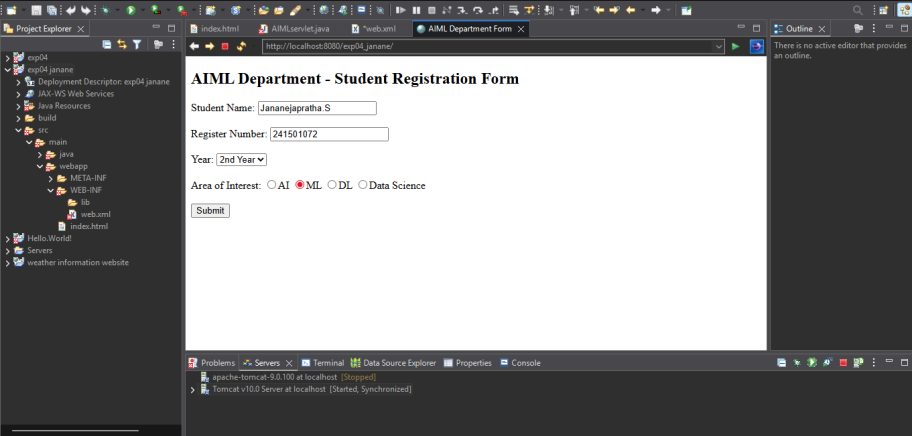 Project Explorer
exp04
exp04 janane
Deployment Descriptor: exp04 janane
JAX-WS Web Services
Java Resources
build
src
main
java
webapp
META-INF
WEB-INF
lib
web.xml
index.html
Hello.World!
Servers
weather information website
index.html
AIMLservlet.java
*web.xml
AIML Department Form
http://localhost:8080/exp04_janane/
AIML Department - Student Registration Form
Student Name: Jananejapratha.S
Register Number: 241501072
Year: 2nd Year
Area of Interest: AI ML DL Data Science
Submit
Outline
There is no active editor that provides
an outline.
Problems Servers Terminal Data Source Explorer Properties Console
apache-tomcat-9.0.100 at localhost [Stopped]
Tomcat v10.0 Server at localhost [Started, Synchronized]